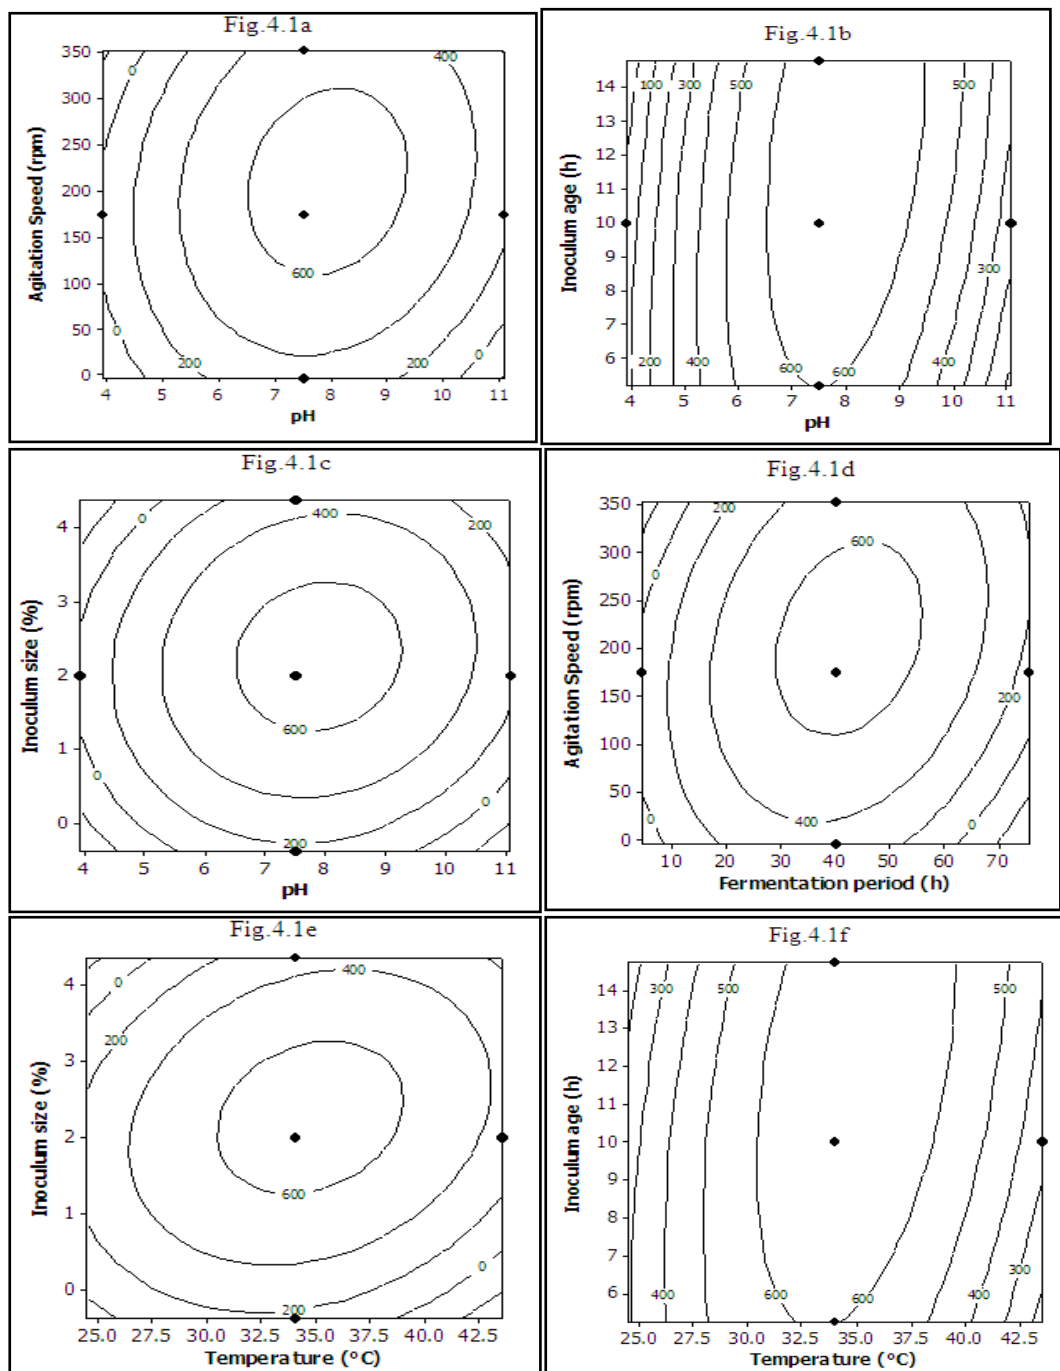 Fig.4.1a
Agitation Speed (rpm)
350
300
250
200
150
100
50
0
0
400
600
0
200
200
0
4 5 6 7 8 9 10 11
pH
Fig.4.1b
Inoculum age (h)
14
13
12
11
10
9
8
7
6
100 300 500 500
300
200 400 600 600 400
4 5 6 7 8 9 10 11
pH
Fig.4.1c
Inoculum size (%)
4
3
2
1
0
0
400
200
600
0
0
200
4 5 6 7 8 9 10 11
pH
Fig.4.1d
Agitation Speed (rpm)
350
300
250
200
150
100
50
0
200
600
0
200
400
0
0
10 20 30 40 50 60 70
Fermentation period (h)
Fig.4.1e
Inoculum size (%)
4
3
2
1
0
0
400
200
600
0
200
25.0 27.5 30.0 32.5 35.0 37.5 40.0 42.5
Temperature (°C)
Fig.4.1f
Inoculum age (h)
14
13
12
11
10
9
8
7
6
300 500 500
300
400 600 600 400
25.0 27.5 30.0 32.5 35.0 37.5 40.0 42.5
Temperature (°C)